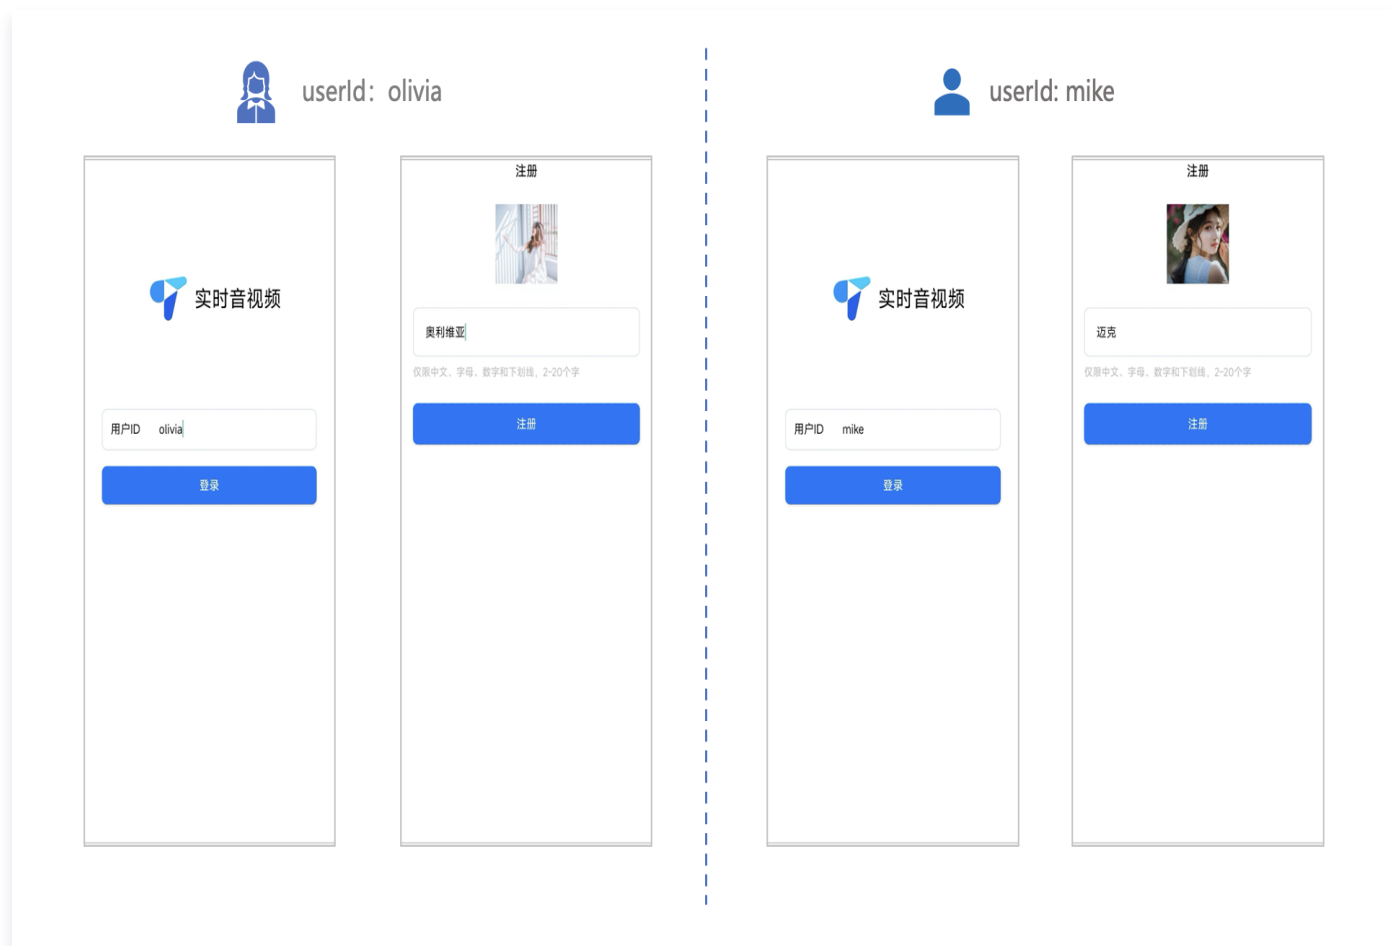 userId：olivia
实时音视频
用户ID olivia
登录
注册
奥利维亚
仅限中文、字母、数字和下划线，2-20个字
注册
userId: mike
实时音视频
用户ID mike
登录
注册
迈克
仅限中文、字母、数字和下划线，2-20个字
注册